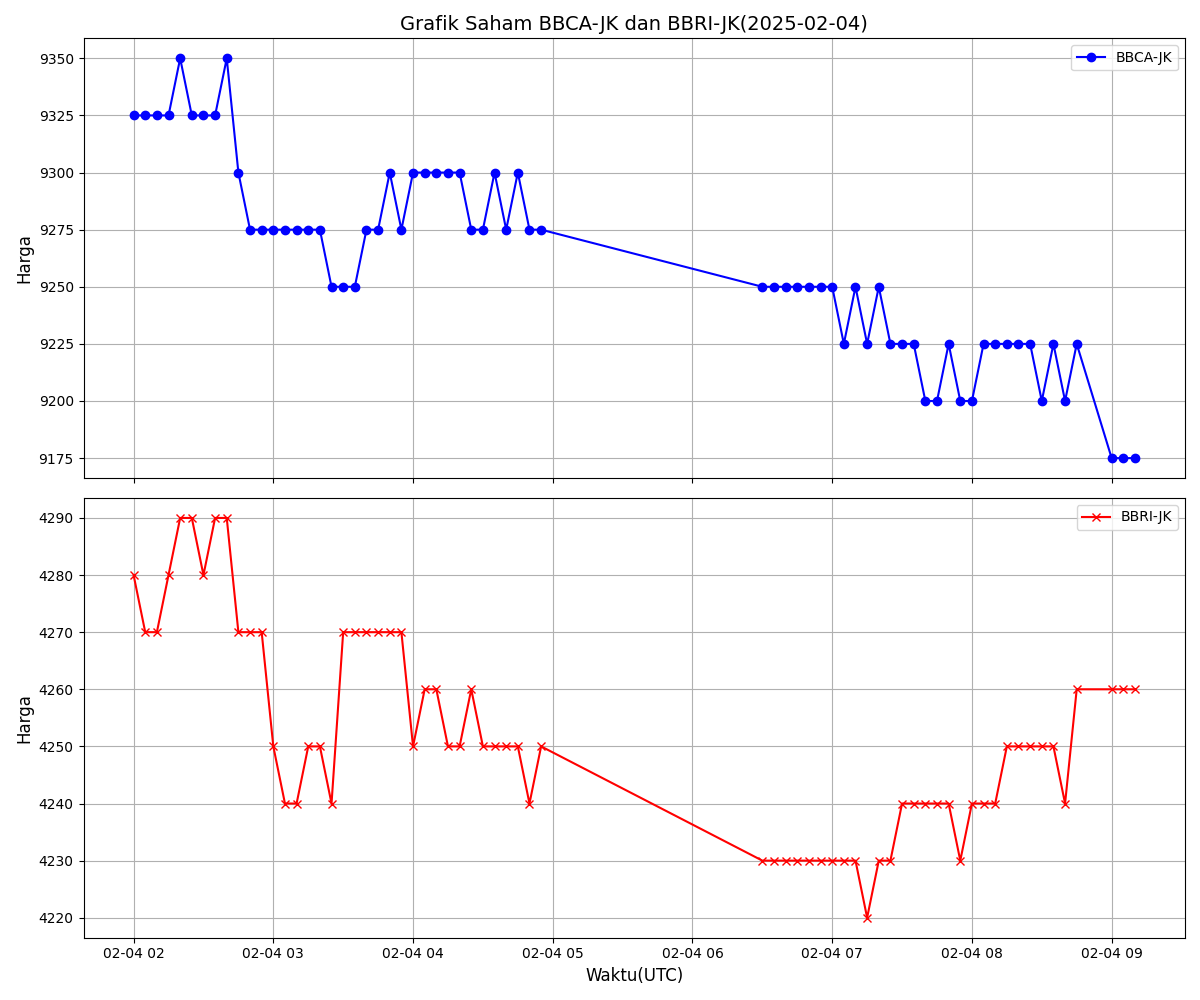 Grafik Saham BBCA-JK dan BBRI-JK(2025-02-04)
BBCA-JK
Harga
9350
9325
9300
9275
9250
9225
9200
9175
BBRI-JK
Harga
4290
4280
4270
4260
4250
4240
4230
4220
02-04 02 02-04 03 02-04 04 02-04 05 02-04 06 02-04 07 02-04 08 02-04 09
Waktu(UTC)